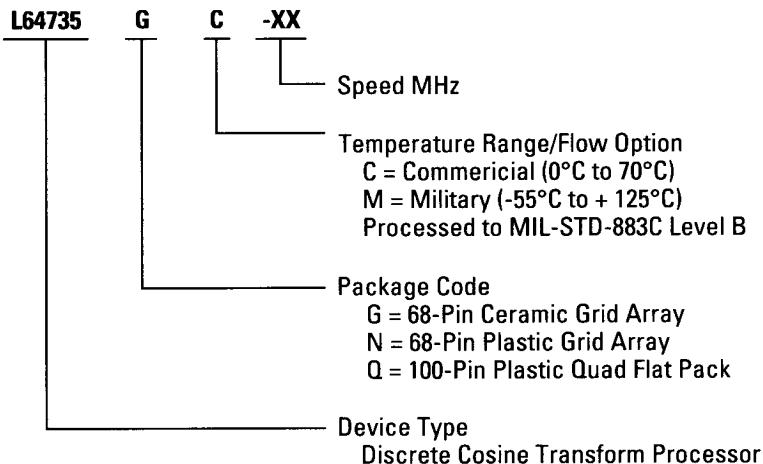 L64735 G C -XX
Speed MHz
Temperature Range/Flow Option
C = Commericial (0°C to 70°C)
M = Military (-55°C to + 125°C)
Processed to MIL-STD-883C Level B
Package Code
G = 68-Pin Ceramic Grid Array
N = 68-Pin Plastic Grid Array
Q = 100-Pin Plastic Quad Flat Pack
Device Type
Discrete Cosine Transform Processor